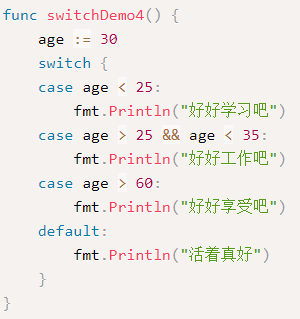 func switchDemo4() {
    age := 30
    switch {
    case age < 25:
        fmt.Println("好好学习吧")
    case age > 25 && age < 35:
        fmt.Println("好好工作吧")
    case age > 60:
        fmt.Println("好好享受吧")
    default:
        fmt.Println("活着真好")
    }
}